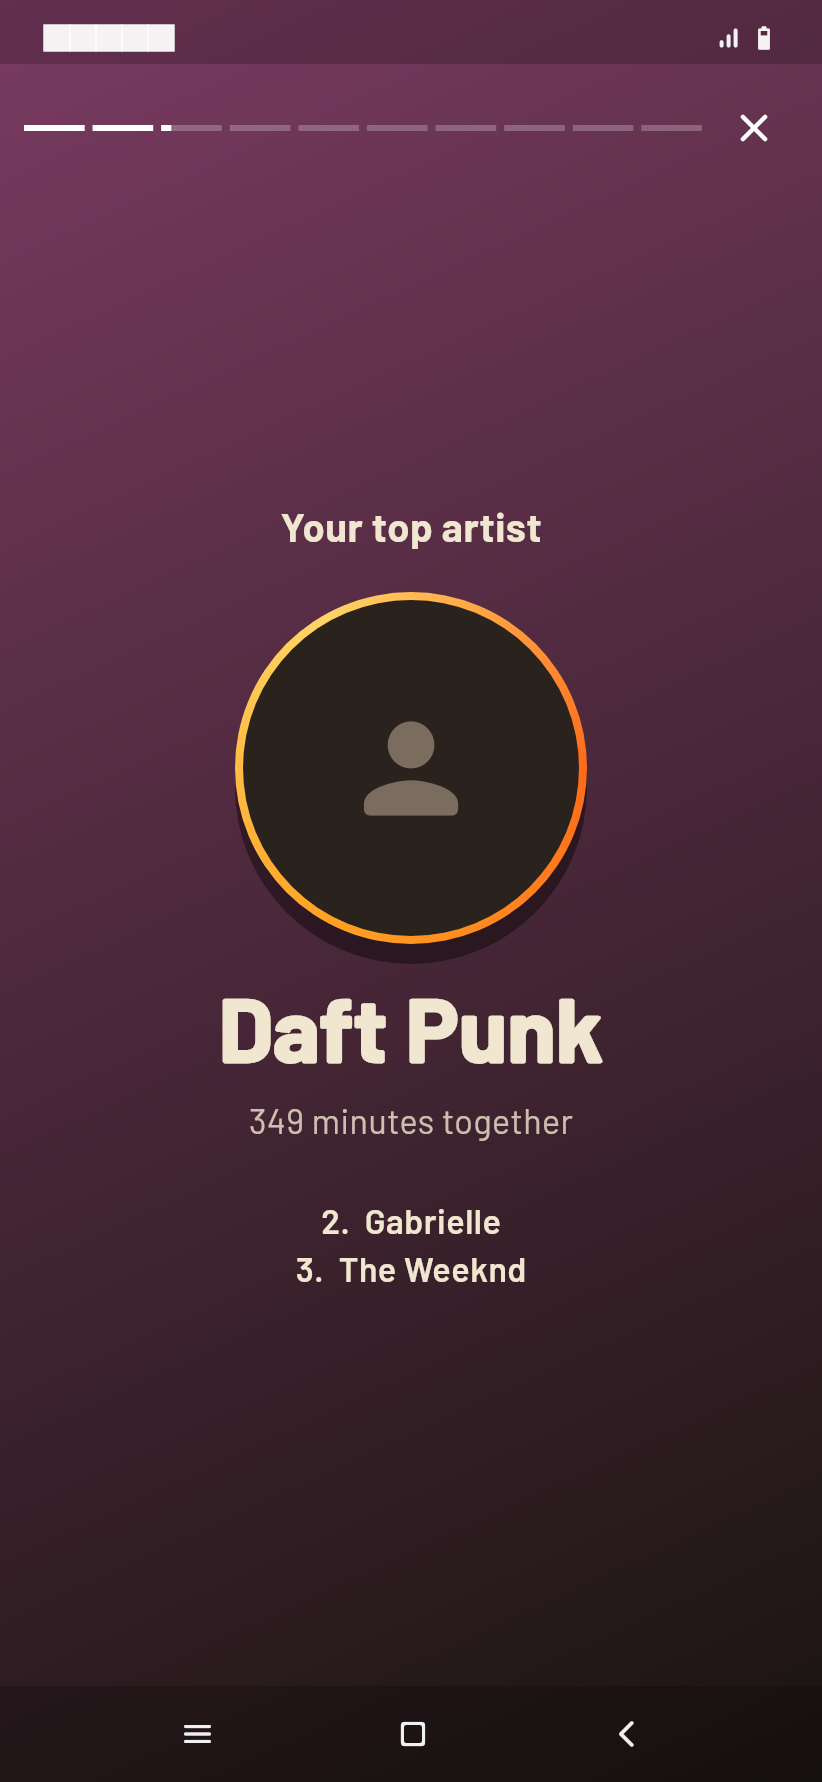 Your top artist
Daft Punk
349 minutes together
2. Gabrielle
3. The Weeknd